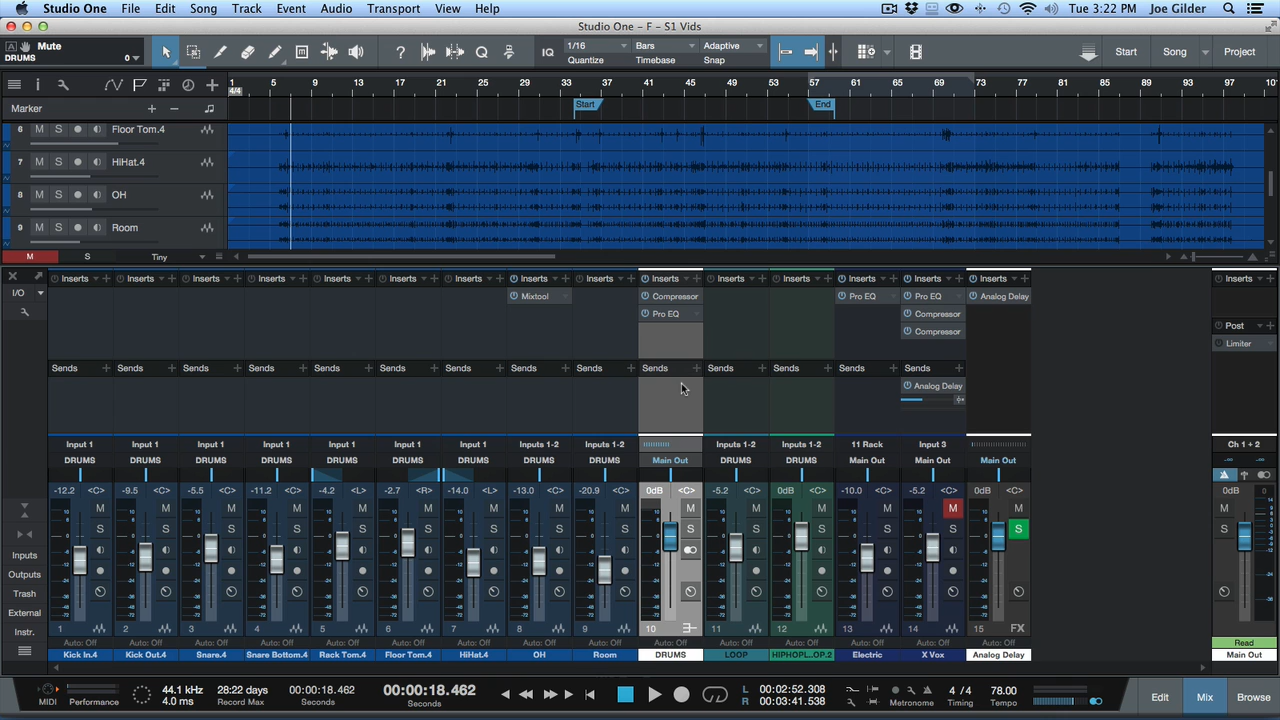 Studio One File Edit Song Track Event Audio Transport View Help Tue 3:22 PM Joe Gilder
Studio One - F - S1 Vids
Mute
DRUMS 0
IQ 1/16 Bars Adaptive Start Song Project
Quantize Timebase Snap
1 5 9 13 17 21 25 29 33 37 41 45 49 53 57 61 65 69 73 77 81 85 89 93 97 10
4/4
Marker Start End
6 M S Floor Tom.4
7 M S HiHat.4
8 M S OH
9 M S Room
M S Tiny
Inserts Inserts Inserts Inserts Inserts Inserts Inserts Inserts Inserts Inserts Inserts Inserts Inserts Inserts Inserts Inserts
I/O Mixtool Compressor Pro EQ Pro EQ Analog Delay
Pro EQ Compressor
Post
Compressor
Limiter
Sends Sends Sends Sends Sends Sends Sends Sends Sends Sends Sends Sends Sends Sends
Analog Delay
Input 1 Input 1 Input 1 Input 1 Input 1 Input 1 Input 1 Inputs 1-2 Inputs 1-2 Inputs 1-2 Inputs 1-2 11 Rack Input 3 Ch 1 + 2
DRUMS DRUMS DRUMS DRUMS DRUMS DRUMS DRUMS DRUMS DRUMS Main Out DRUMS DRUMS Main Out Main Out Main Out
-12.2 <C> -9.5 <C> -5.5 <C> -11.2 <C> -4.2 <L> -2.7 <R> -14.0 <L> -13.0 <C> -20.9 <C> 0dB <C> -5.2 <C> 0dB <C> -10.0 <C> -5.2 <C> 0dB <C> 0dB
Inputs
Outputs
Trash
External
Instr.
1 2 3 4 5 6 7 8 9 10 11 12 13 14 15 FX
Auto: Off Auto: Off Auto: Off Auto: Off Auto: Off Auto: Off Auto: Off Auto: Off Auto: Off Auto: Off Auto: Off Auto: Off Auto: Off Auto: Off Auto: Off Read
Kick In.4 Kick Out.4 Snare.4 Snare Bottom.4 Rack Tom.4 Floor Tom.4 HiHat.4 OH Room DRUMS LOOP HIPHOPL...OP.2 Electric X Vox Analog Delay Main Out
MIDI Performance 44.1 kHz 28:22 days 00:00:18.462 00:00:18.462 L 00:02:52.308 4 / 4 78.00 Edit Mix Browse
4.0 ms Record Max Seconds Seconds R 00:03:41.538 Metronome Timing Tempo